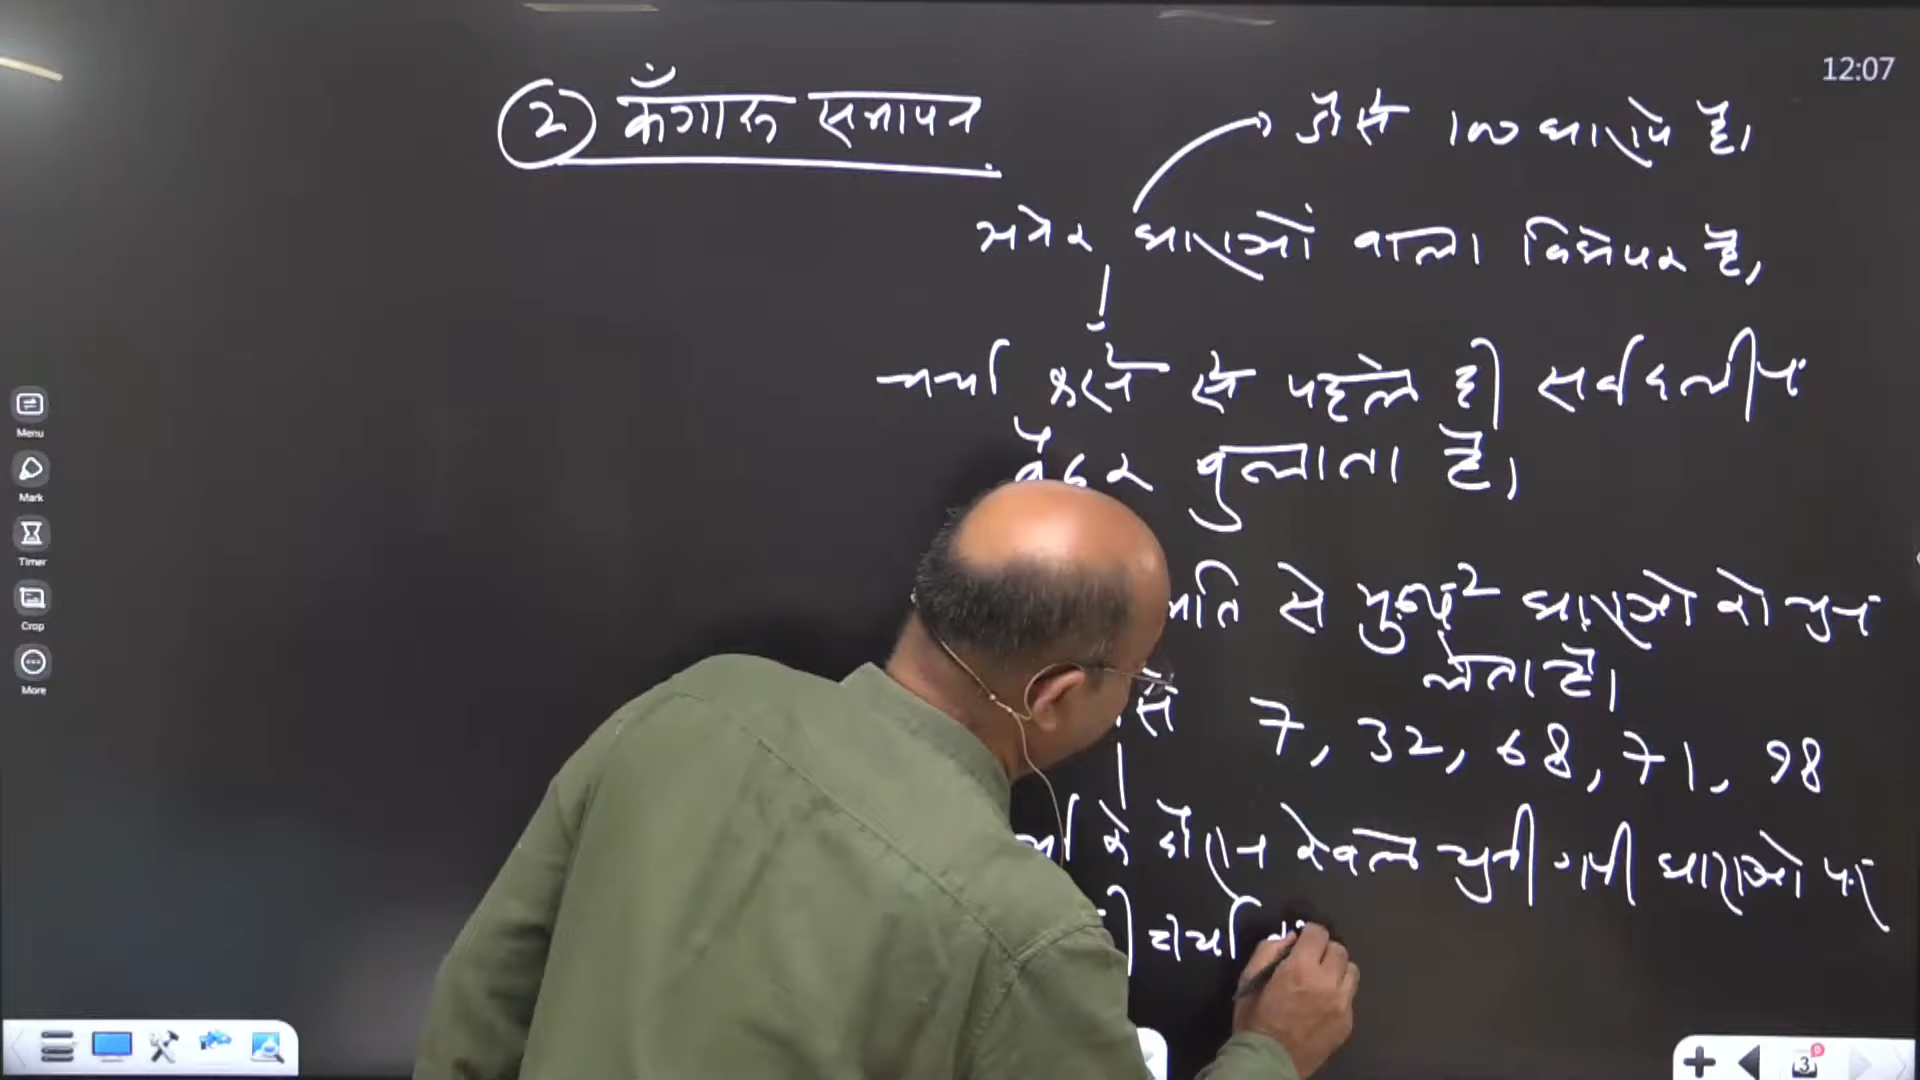 12:07
② कँगारू समापन
जैसे 100 धाराये है।
अनेक धाराओं वाला विधेयक है,
चर्चा करने से पहले ही सर्वदलीय
बैठक बुलाता है।
से मुख्य2 धाराओं को चुन
लेता है।
7, 32, 68, 71, 98
के दौरान केवल चुनी गयी धाराओं पर
चर्चा
Menu
Mark
Timer
Crop
More
3